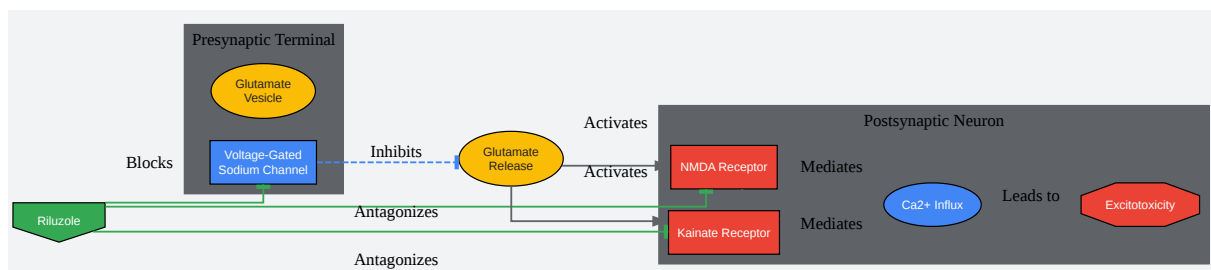 Presynaptic Terminal
Glutamate
Vesicle
Blocks
Voltage-Gated
Sodium Channel
Inhibits
Glutamate
Release
Activates
Activates
Postsynaptic Neuron
NMDA Receptor
Mediates
Ca2+ Influx
Leads to
Excitotoxicity
Riluzole
Antagonizes
Kainate Receptor
Mediates
Antagonizes